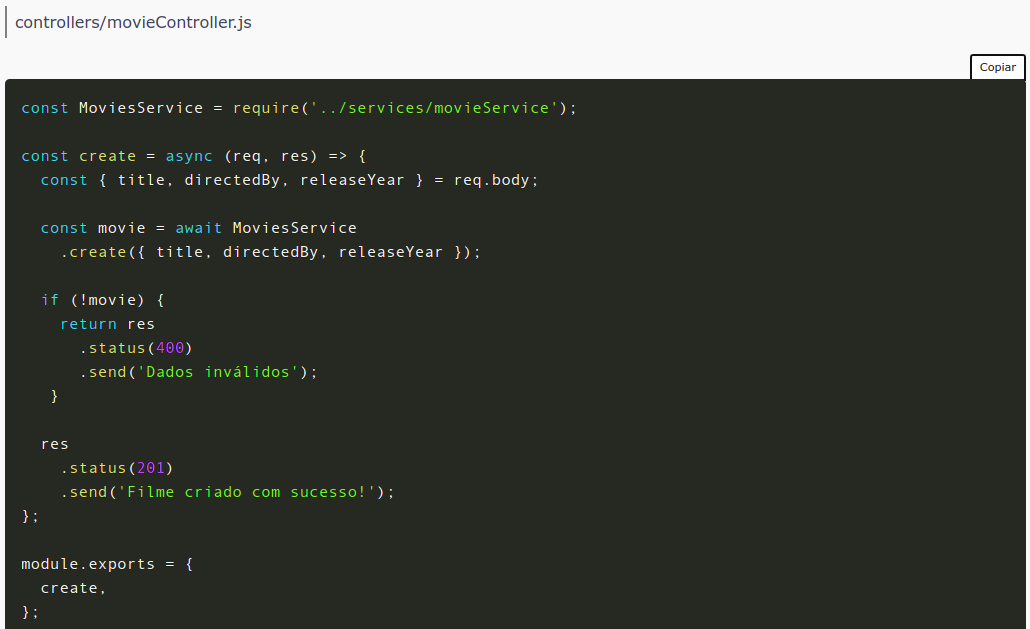 controllers/movieController.js
Copiar
const MoviesService = require('../services/movieService');
const create = async (req, res) => {
const { title, directedBy, releaseYear } = req.body;
const movie = await MoviesService
.create({ title, directedBy, releaseYear });
if (!movie) {
return res
.status(400)
.send('Dados inválidos');
}
res
.status(201)
.send('Filme criado com sucesso!');
};
module.exports = {
create,
};